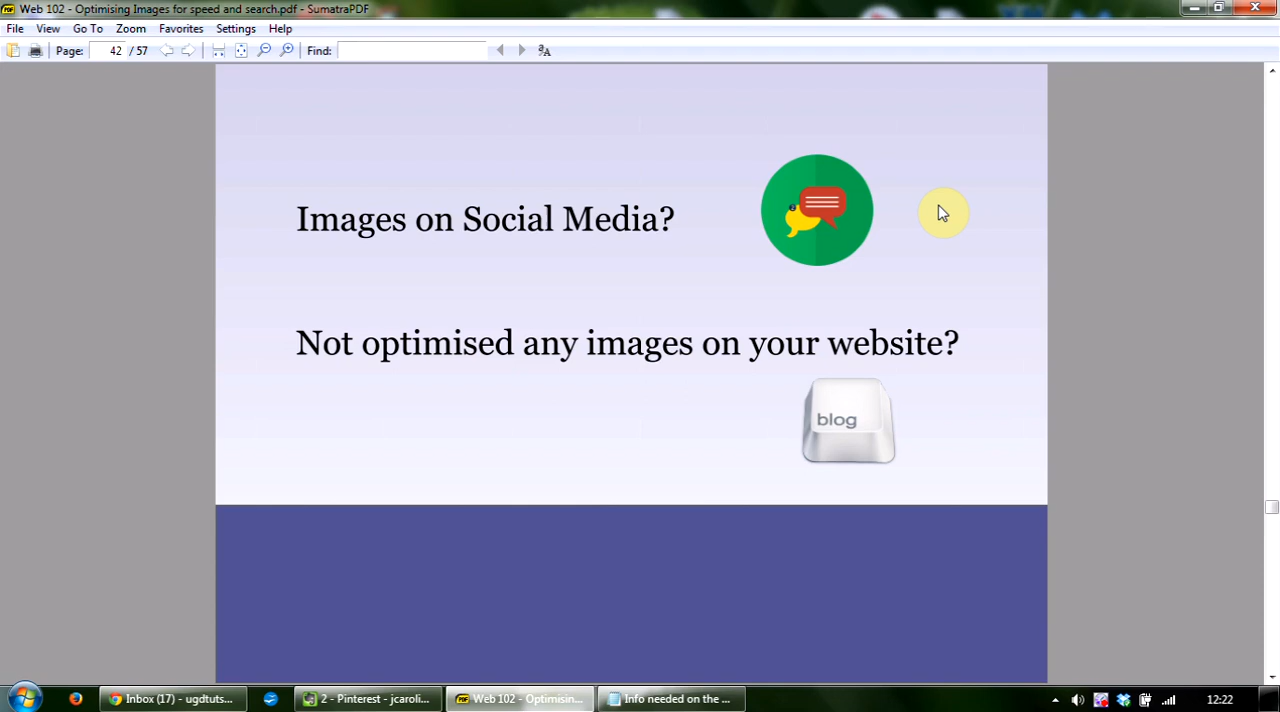 Web 102 - Optimising Images for speed and search.pdf - SumatraPDF
File View Go To Zoom Favorites Settings Help
Page: 42 / 57 Find:
Images on Social Media?
Not optimised any images on your website?
blog
Inbox (17) - ugdtuts... 2 - Pinterest - jcaroli... Web 102 - Optimisin... Info needed on the ... 12:22